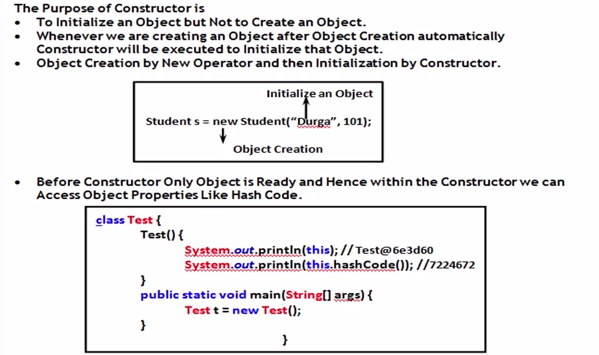 The Purpose of Constructor is
• To Initialize an Object but Not to Create an Object.
• Whenever we are creating an Object after Object Creation automatically
Constructor will be executed to Initialize that Object.
• Object Creation by New Operator and then Initialization by Constructor.
Initialize an Object
Student s = new Student(“Durga”, 101);
Object Creation
• Before Constructor Only Object is Ready and Hence within the Constructor we can
Access Object Properties Like Hash Code.
class Test {
Test() {
System.out.println(this); // Test@6e3d60
System.out.println(this.hashCode()); //7224672
}
public static void main(String[] args) {
Test t = new Test();
}
}